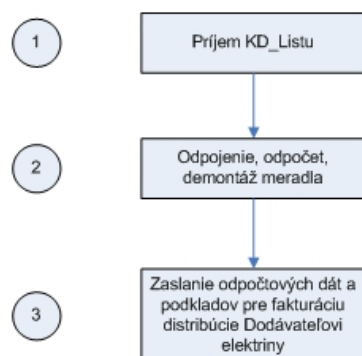 1
Príjem KD_Listu
2
Odpojenie, odpočet,
demontáž meradla
3
Zaslanie odpočtových dát a
podkladov pre fakturáciu
distribúcie Dodávateľovi
elektriny